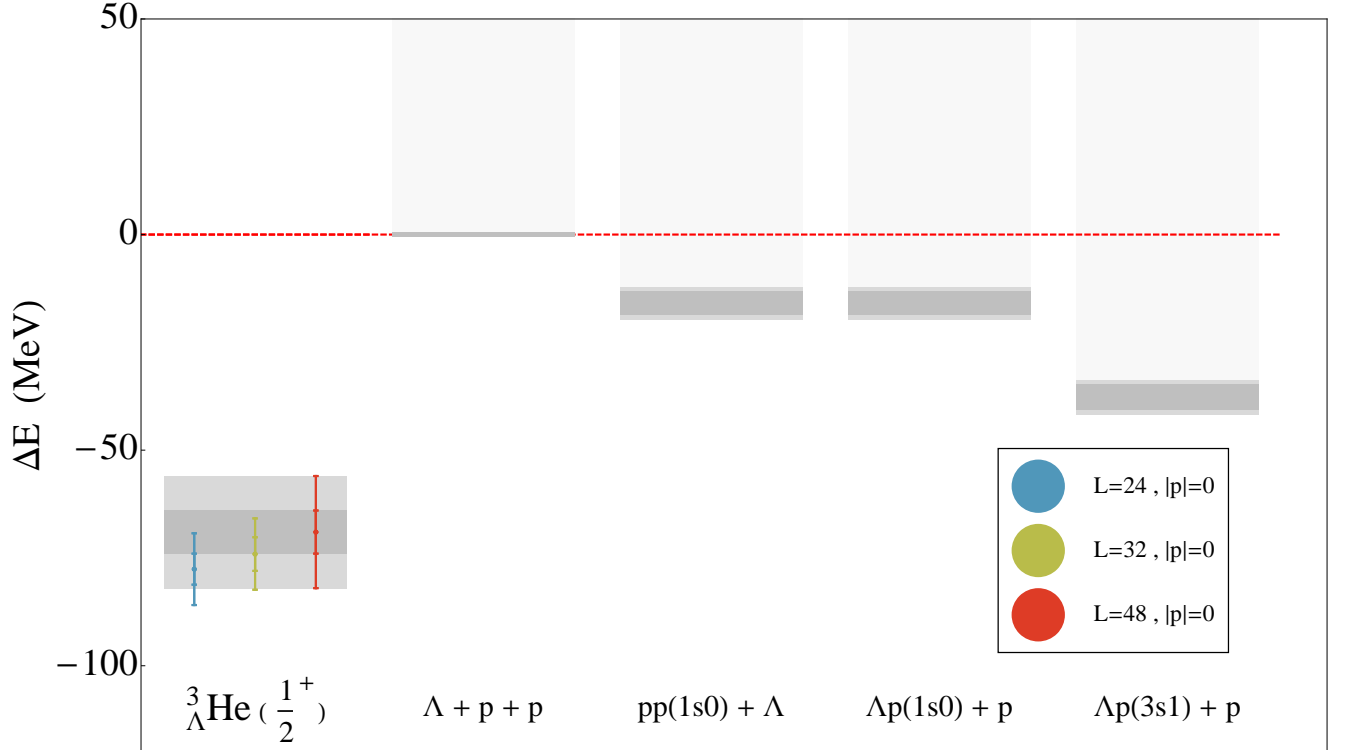 50
0
−50
−100
ΔE (MeV)
L=24 , |p|=0
L=32 , |p|=0
L=48 , |p|=0
³ΛHe ( 1/2⁺ )
Λ + p + p
pp(1s0) + Λ
Λp(1s0) + p
Λp(3s1) + p